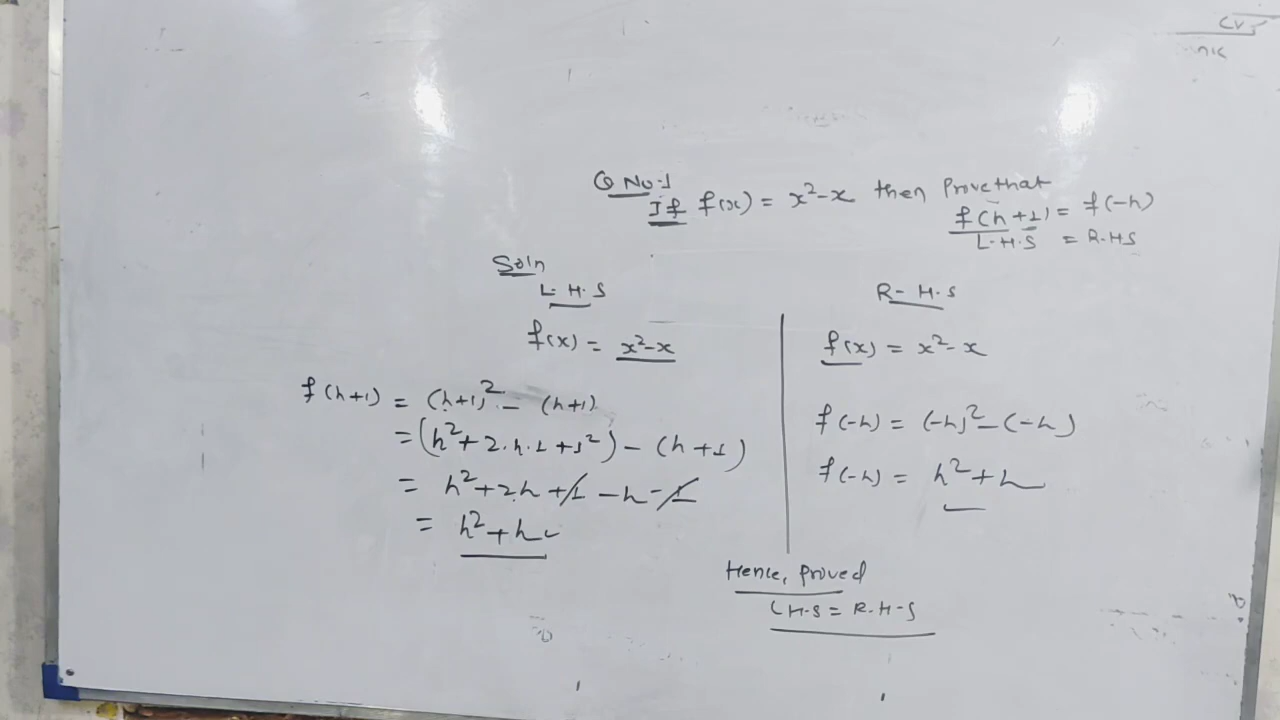 Q No-1
If f(x) = x²-x then Prove that
f(h+1) = f(-h)
L.H.S = R.H.S
Soln
L.H.S
f(x) = x²-x
f(h+1) = (h+1)² - (h+1)
= (h²+2.h.1+1²) - (h+1)
= h²+2h+1-h-1
= h²+h
R-H.S
f(x) = x²-x
f(-h) = (-h)²-(-h)
f(-h) = h²+h
Hence, proved
LH.S = R.H.S